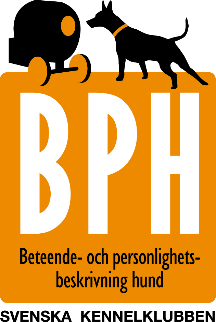 BPH
Beteende- och personlighets-
beskrivning hund
SVENSKA KENNELKLUBBEN